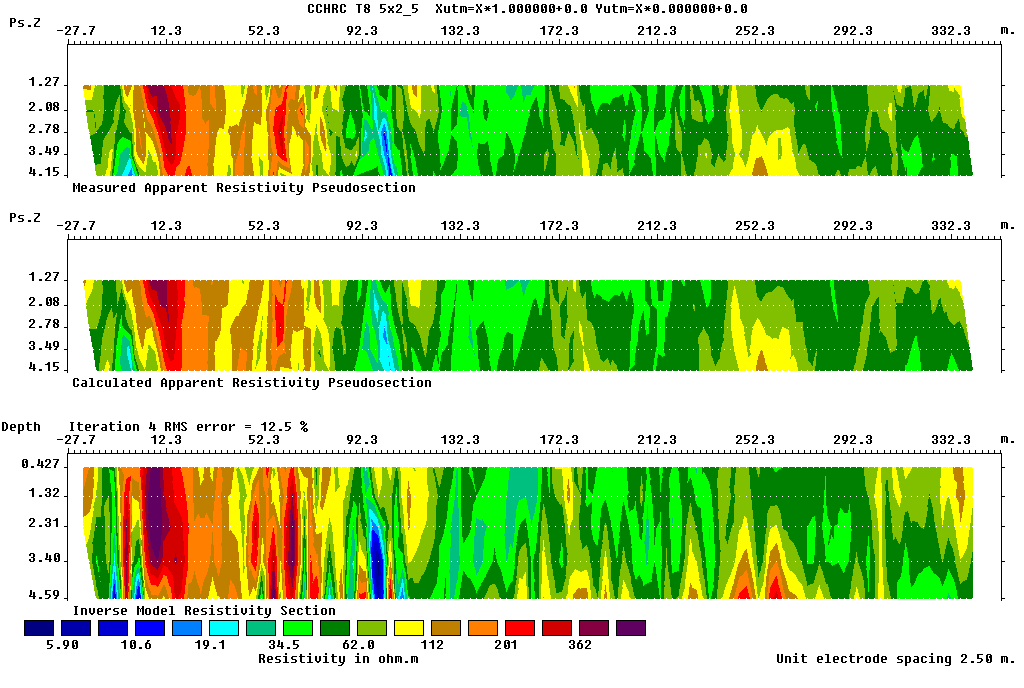 CCHRC T8 5x2_5 Xutm=X*1.000000+0.0 Yutm=X*0.000000+0.0
Ps.Z
-27.7 12.3 52.3 92.3 132.3 172.3 212.3 252.3 292.3 332.3 m.
1.27
2.08
2.78
3.49
4.15
Measured Apparent Resistivity Pseudosection
Ps.Z
-27.7 12.3 52.3 92.3 132.3 172.3 212.3 252.3 292.3 332.3 m.
1.27
2.08
2.78
3.49
4.15
Calculated Apparent Resistivity Pseudosection
Depth Iteration 4 RMS error = 12.5 %
-27.7 12.3 52.3 92.3 132.3 172.3 212.3 252.3 292.3 332.3 m.
0.427
1.32
2.31
3.40
4.59
Inverse Model Resistivity Section
5.90 10.6 19.1 34.5 62.0 112 201 362
Resistivity in ohm.m
Unit electrode spacing 2.50 m.